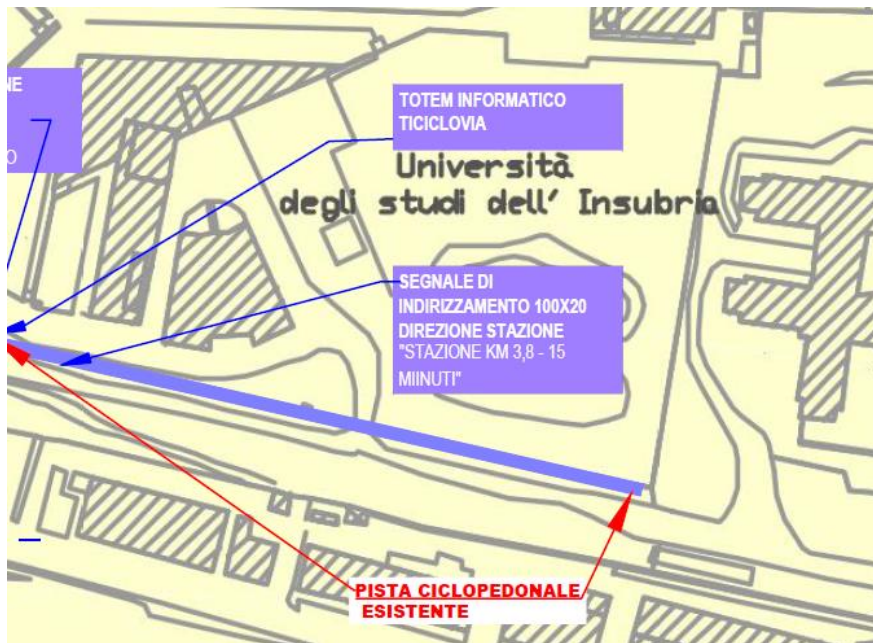 NE
O
TOTEM INFORMATICO
TICICLOVIA
Università
degli studi dell' Insubria
SEGNALE DI
INDIRIZZAMENTO 100X20
DIREZIONE STAZIONE
"STAZIONE KM 3,8 - 15
MIINUTI"
PISTA CICLOPEDONALE
ESISTENTE